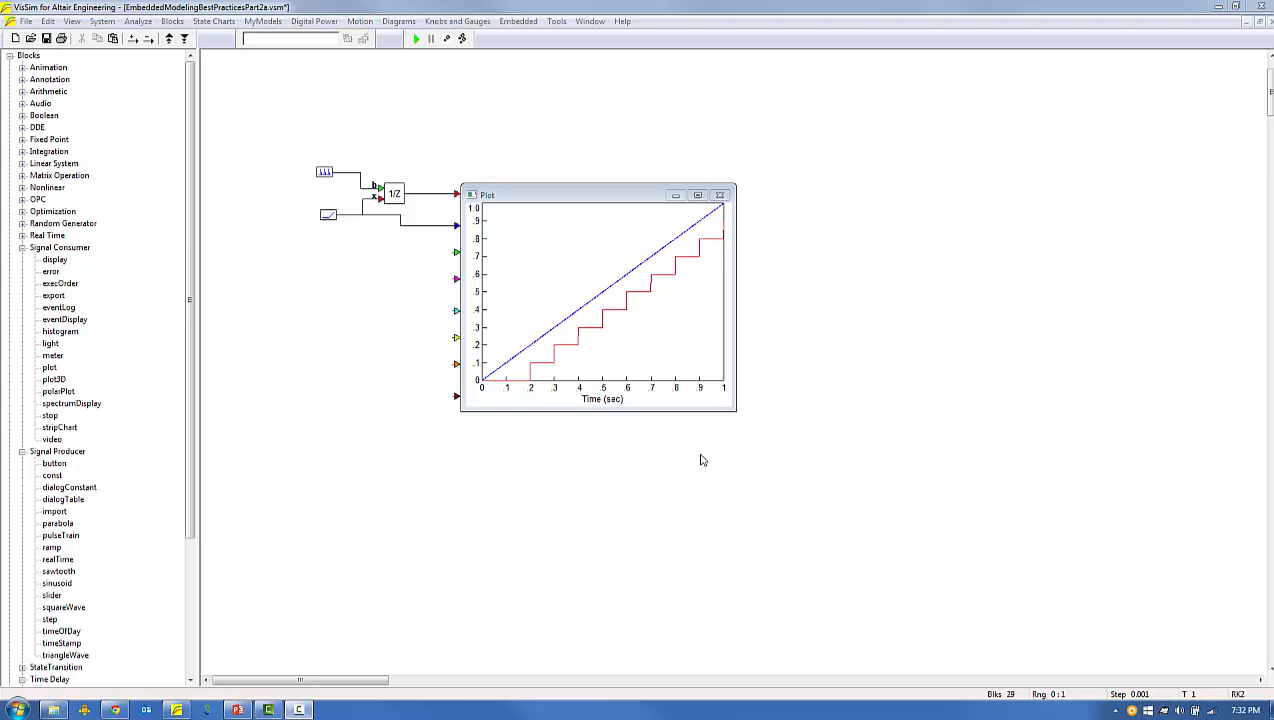 VisSim for Altair Engineering - [EmbeddedModelingBestPracticesPart2a.vsm*]
File Edit View System Analyze Blocks State Charts MyModels Digital Power Motion Diagrams Knobs and Gauges Embedded Tools Window Help
Blocks
Animation
Annotation
Arithmetic
Audio
Boolean
DDE
Fixed Point
Integration
Linear System
Matrix Operation
Nonlinear
OPC
Optimization
Random Generator
Real Time
Signal Consumer
display
error
execOrder
export
eventLog
eventDisplay
histogram
light
meter
plot
plot3D
polarPlot
spectrumDisplay
stop
stripChart
video
Signal Producer
button
const
dialogConstant
dialogTable
import
parabola
pulseTrain
ramp
realTime
sawtooth
sinusoid
slider
squareWave
step
timeOfDay
timeStamp
triangleWave
StateTransition
Time Delay
b
x
1/Z
Plot
1.0
.9
.8
.7
.6
.5
.4
.3
.2
.1
0
0 .1 .2 .3 .4 .5 .6 .7 .8 .9 1
Time (sec)
Blks 29 Rng 0 : 1 Step 0.001 T 1 RK2
7:32 PM